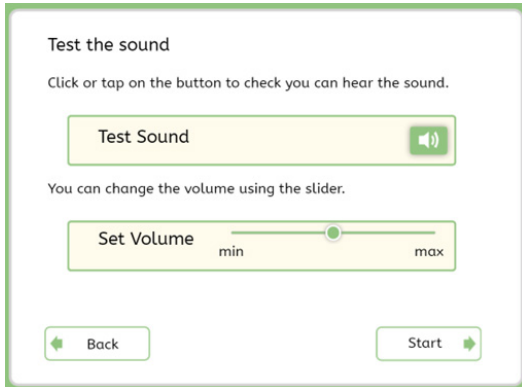 Test the sound
Click or tap on the button to check you can hear the sound.
Test Sound
You can change the volume using the slider.
Set Volume
min
max
Back
Start